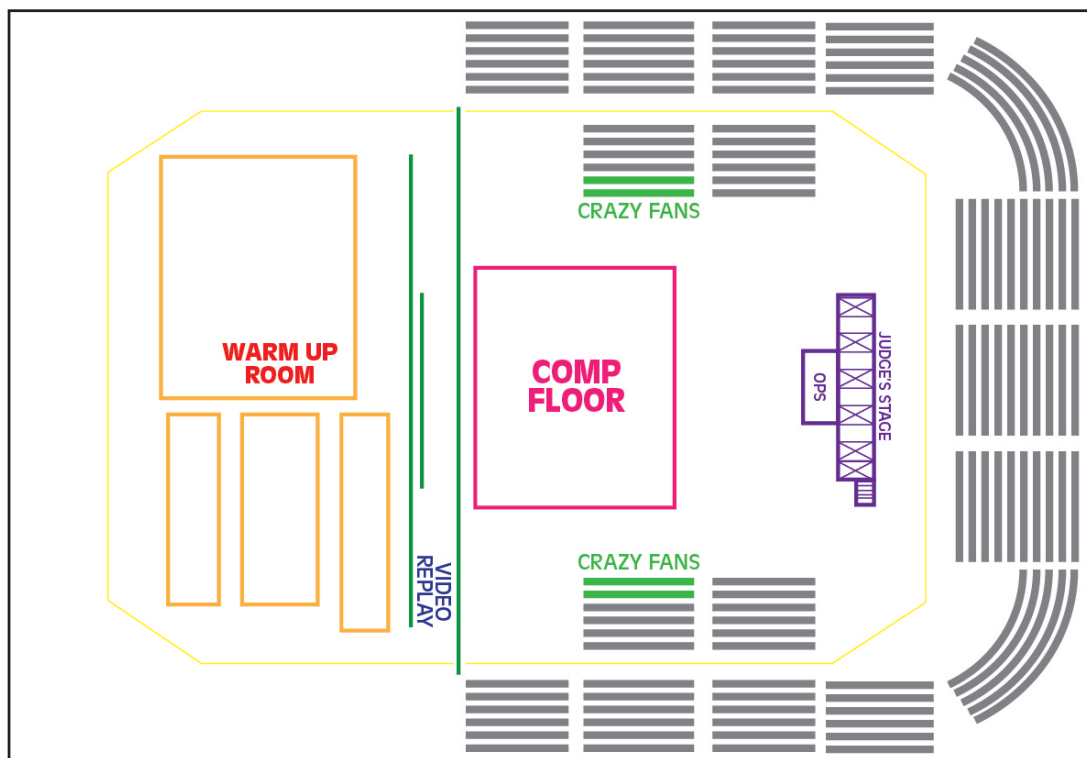 CRAZY FANS
WARM UP
ROOM
COMP
FLOOR
OPS
JUDGE'S STAGE
VIDEO
REPLAY
CRAZY FANS